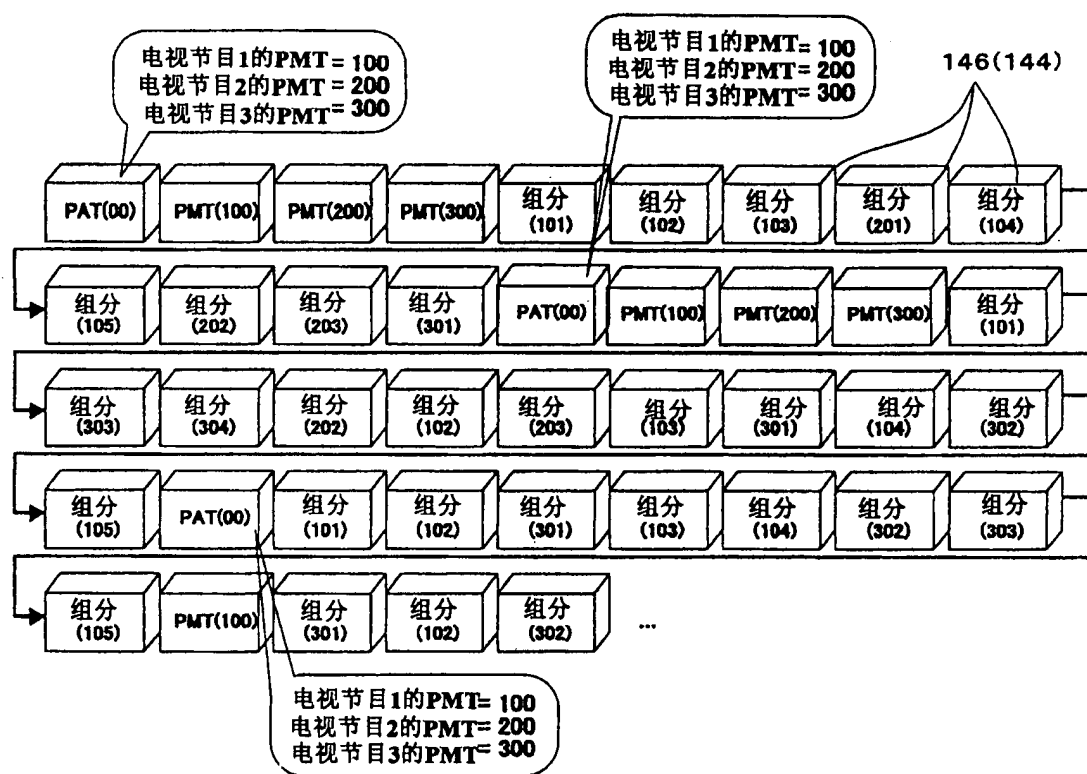 电视节目1的PMT= 100
电视节目2的PMT = 200
电视节目3的PMT= 300
电视节目1的PMT= 100
电视节目2的PMT= 200
电视节目3的PMT= 300
146(144)
PAT(00) PMT(100) PMT(200) PMT(300) 组分 (101) 组分 (102) 组分 (103) 组分 (201) 组分 (104)
组分 (105) 组分 (202) 组分 (203) 组分 (301) PAT(00) PMT(100) PMT(200) PMT(300) 组分 (101)
组分 (303) 组分 (304) 组分 (202) 组分 (102) 组分 (203) 组分 (103) 组分 (301) 组分 (104) 组分 (302)
组分 (105) PAT(00) 组分 (101) 组分 (102) 组分 (301) 组分 (103) 组分 (104) 组分 (302) 组分 (303)
组分 (105) PMT(100) 组分 (301) 组分 (102) 组分 (302) ...
电视节目1的PMT= 100
电视节目2的PMT= 200
电视节目3的PMT= 300